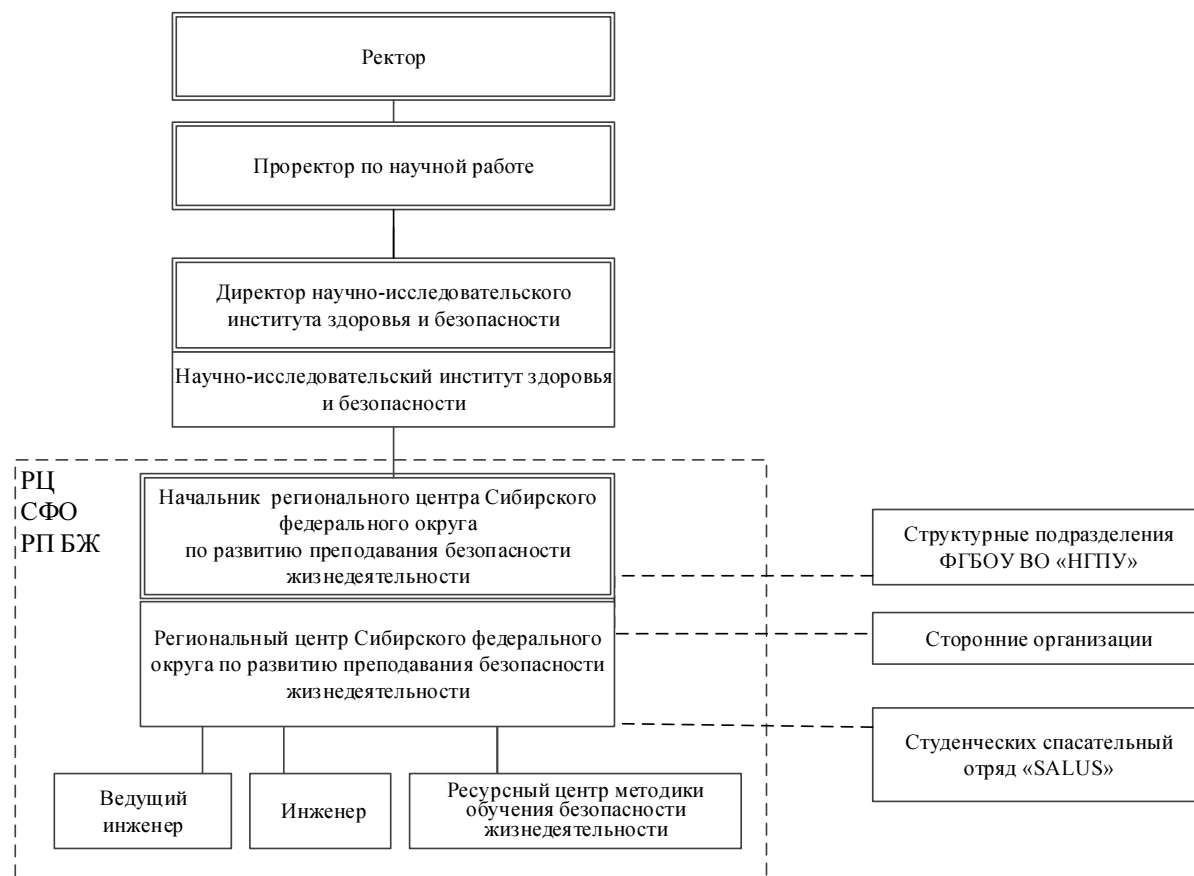 Ректор
Проректор по научной работе
Директор научно-исследовательского
института здоровья и безопасности
Научно-исследовательский институт здоровья
и безопасности
РЦ
СФО
РП БЖ
Начальник регионального центра Сибирского
федерального округа
по развитию преподавания безопасности
жизнедеятельности
Региональный центр Сибирского федерального
округа по развитию преподавания безопасности
жизнедеятельности
Структурные подразделения
ФГБОУ ВО «НГПУ»
Сторонние организации
Студенческих спасательный
отряд «SALUS»
Ведущий
инженер
Инженер
Ресурсный центр методики
обучения безопасности
жизнедеятельности